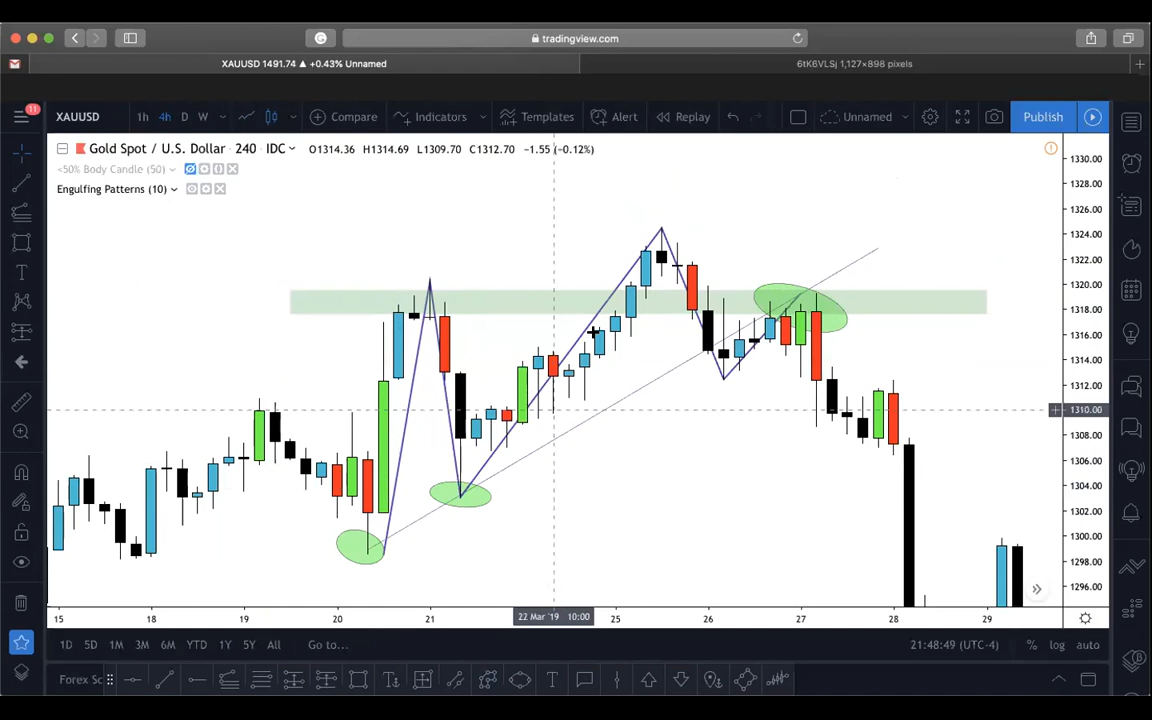 tradingview.com
XAUUSD 1491.74 ▲ +0.43% Unnamed
6tK6VLSj 1,127×898 pixels
11
XAUUSD 1h 4h D W Compare Indicators Templates Alert Replay Unnamed Publish
Gold Spot / U.S. Dollar · 240 · IDC O1314.36 H1314.69 L1309.70 C1312.70 −1.55 (−0.12%)
<50% Body Candle (50)
Engulfing Patterns (10)
1330.00
1328.00
1326.00
1324.00
1322.00
1320.00
1318.00
1316.00
1314.00
1312.00
1310.00
1308.00
1306.00
1304.00
1302.00
1300.00
1298.00
1296.00
15 18 19 20 21 22 Mar '19 10:00 25 26 27 28 29
1D 5D 1M 3M 6M YTD 1Y 5Y All Go to... 21:48:49 (UTC-4) % log auto
Forex Sc